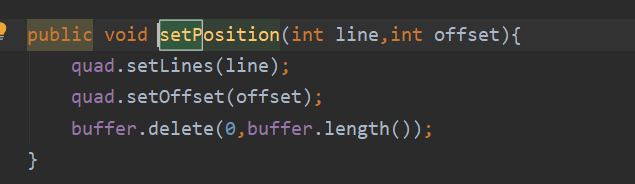 public void setPosition(int line,int offset){
quad.setLines(line);
quad.setOffset(offset);
buffer.delete(0,buffer.length());
}